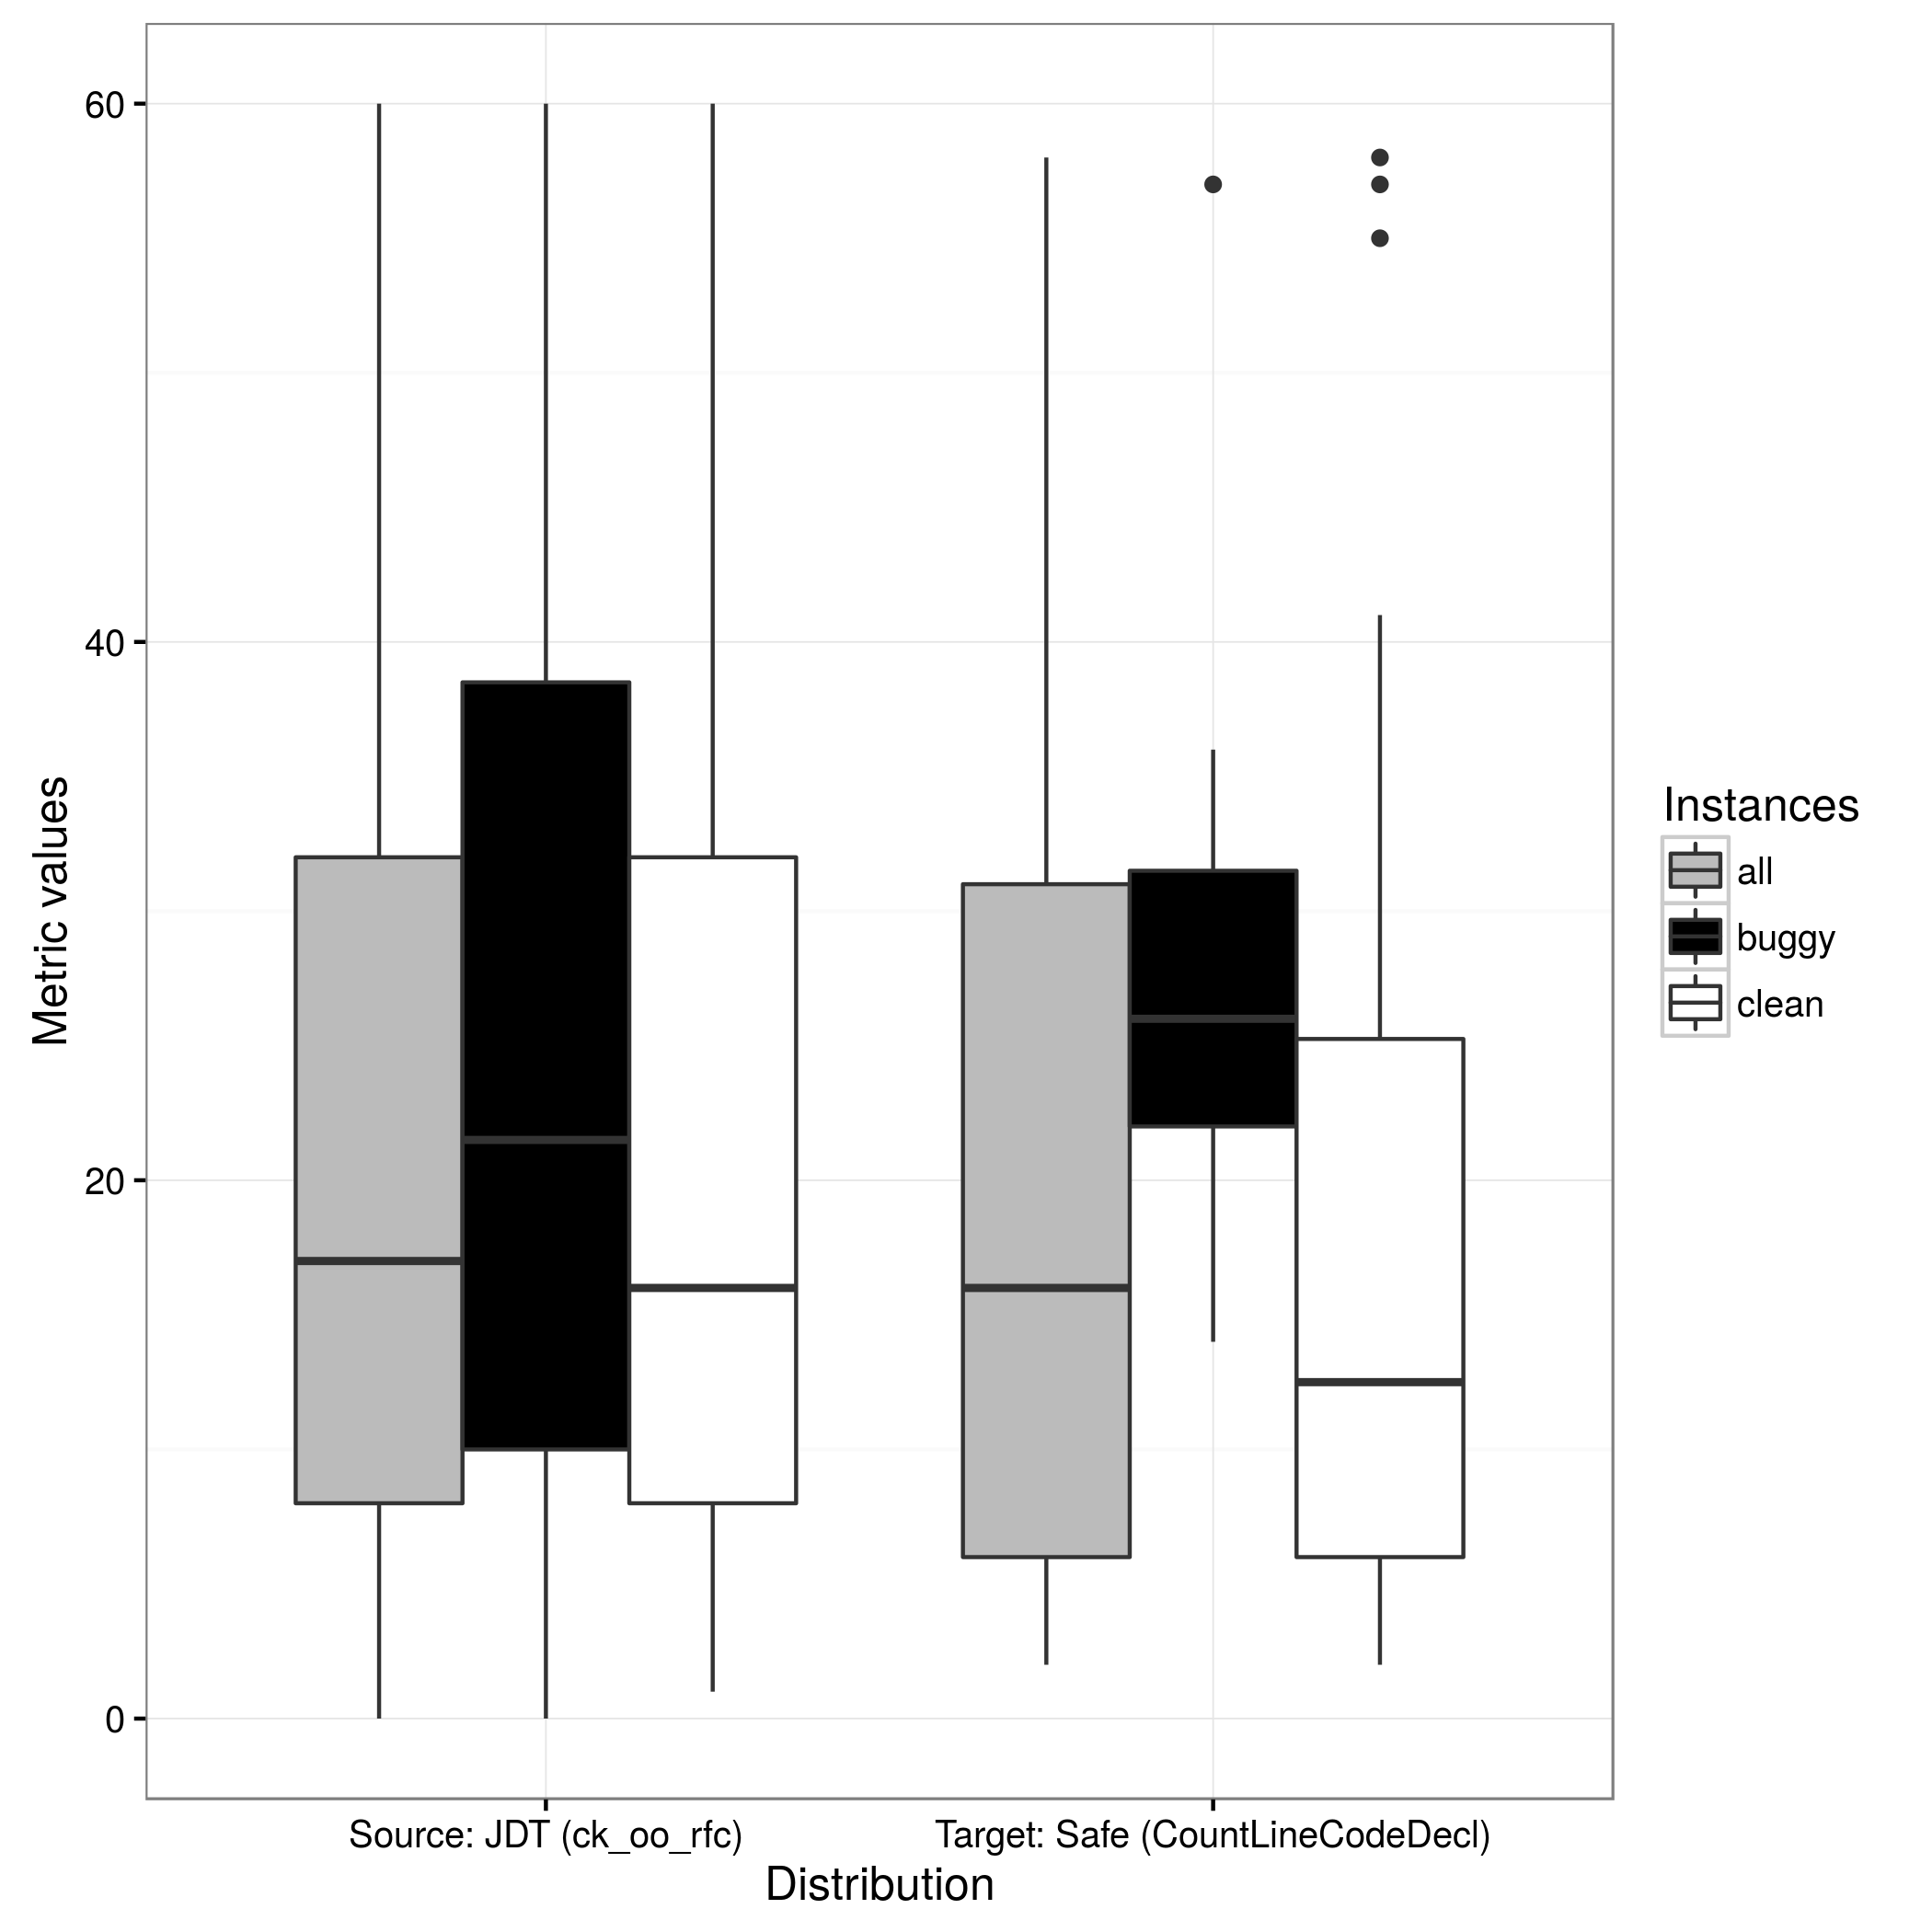 60
40
20
0
Metric values
Source: JDT (ck_oo_rfc)
Target: Safe (CountLineCodeDecl)
Distribution
Instances
all
buggy
clean